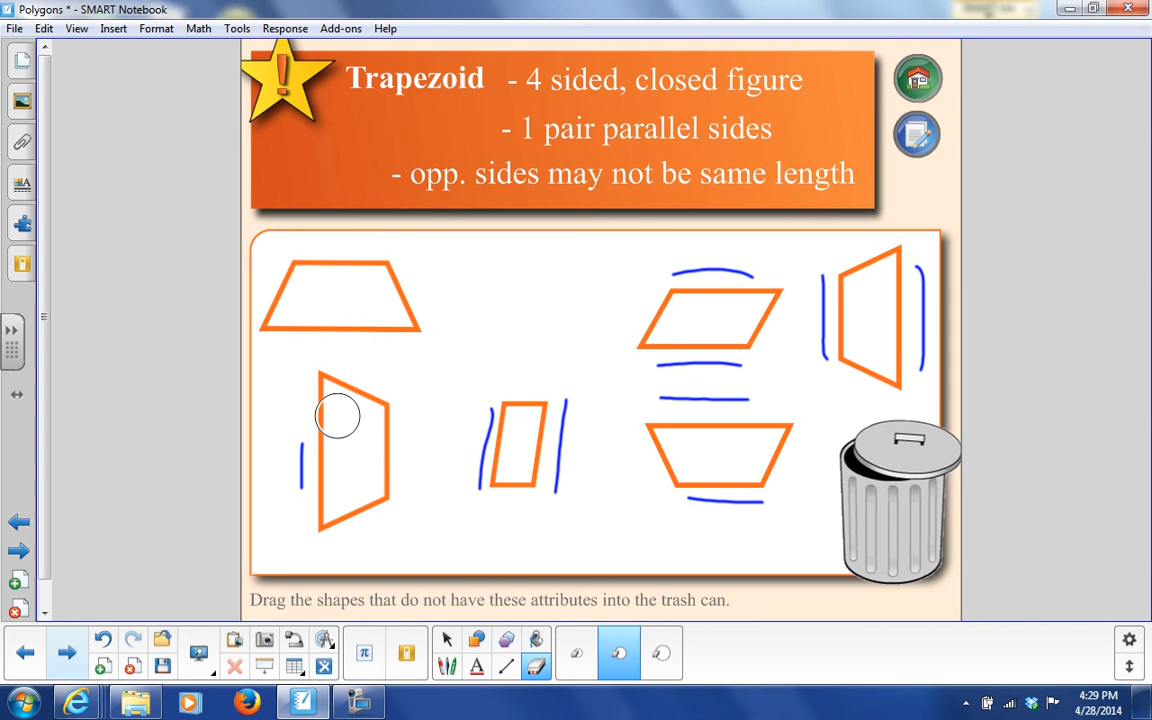 Polygons * - SMART Notebook
File Edit View Insert Format Math Tools Response Add-ons Help
! Trapezoid - 4 sided, closed figure
- 1 pair parallel sides
- opp. sides may not be same length
Drag the shapes that do not have these attributes into the trash can.
π
A
4:29 PM
4/28/2014